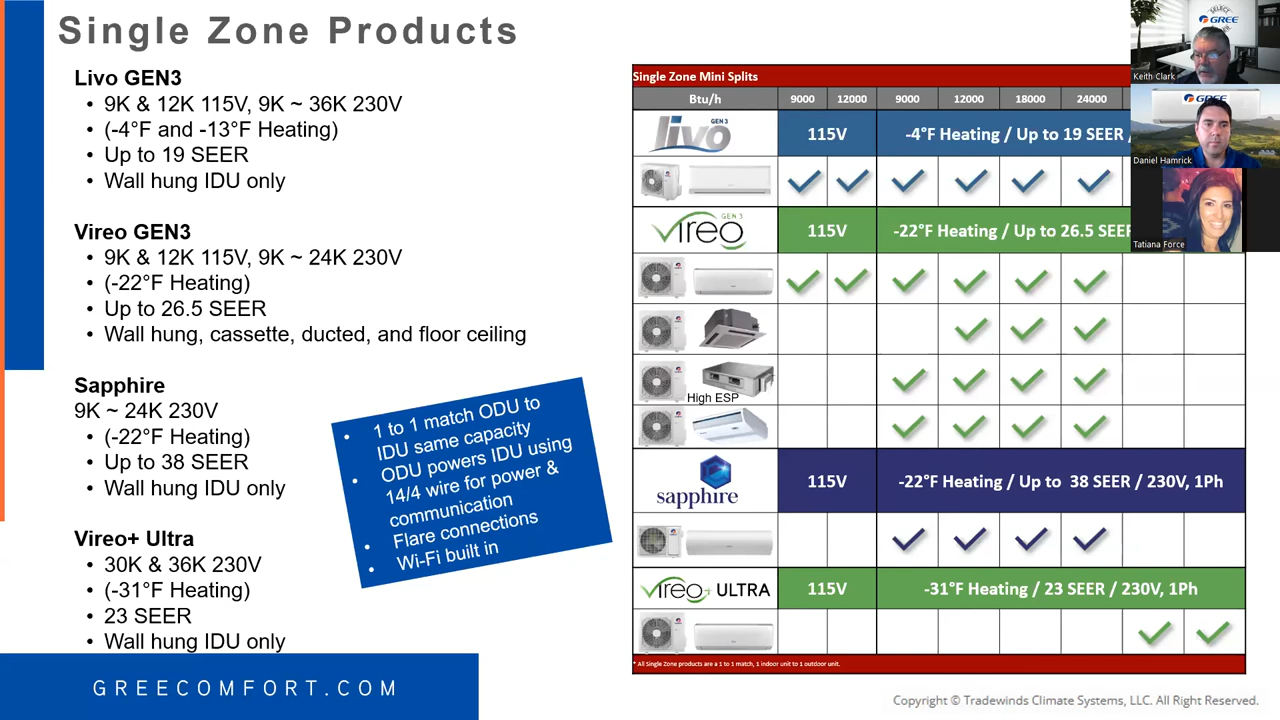 Single Zone Products
Livo GEN3
• 9K & 12K 115V, 9K ~ 36K 230V
• (-4°F and -13°F Heating)
• Up to 19 SEER
• Wall hung IDU only
Vireo GEN3
• 9K & 12K 115V, 9K ~ 24K 230V
• (-22°F Heating)
• Up to 26.5 SEER
• Wall hung, cassette, ducted, and floor ceiling
Sapphire
9K ~ 24K 230V
• (-22°F Heating)
• Up to 38 SEER
• Wall hung IDU only
Vireo+ Ultra
• 30K & 36K 230V
• (-31°F Heating)
• 23 SEER
• Wall hung IDU only
• 1 to 1 match ODU to
IDU same capacity
• ODU powers IDU using
14/4 wire for power &
communication
• Flare connections
• Wi-Fi built in
GREECOMFORT.COM
Single Zone Mini Splits
Btu/h 9000 12000 9000 12000 18000 24000
livo GEN 3 115V -4°F Heating / Up to 19 SEER /
vireo GEN 3 115V -22°F Heating / Up to 26.5 SEER
High ESP
sapphire 115V -22°F Heating / Up to 38 SEER / 230V, 1Ph
vireo+ ULTRA 115V -31°F Heating / 23 SEER / 230V, 1Ph
* All Single Zone products are a 1 to 1 match, 1 indoor unit to 1 outdoor unit.
Copyright © Tradewinds Climate Systems, LLC. All Right Reserved.
SELECT
GREE
Keith Clark
GREE
Daniel Hamrick
Tatiana Force